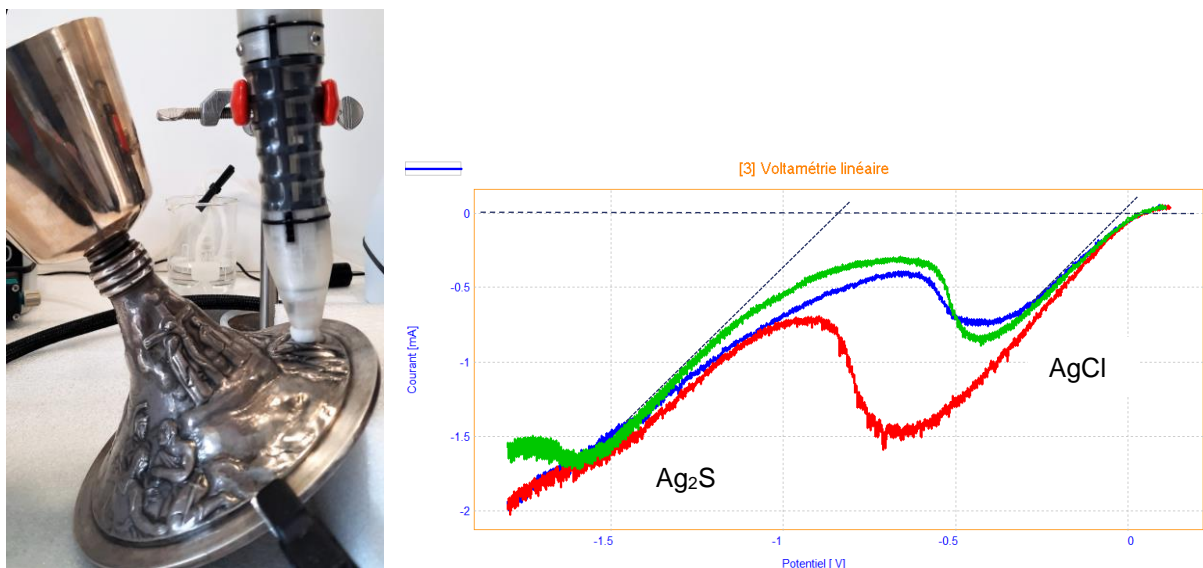 [3] Voltamétrie linéaire
Courant [mA]
0
-0.5
-1
-1.5
-2
AgCl
Ag₂S
-1.5
-1
-0.5
0
Potentiel [ V]